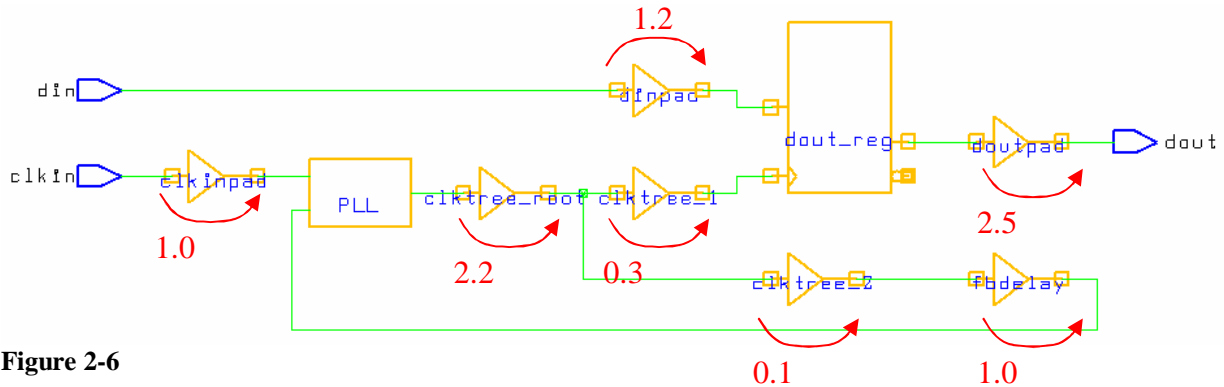 1.2
din
dinpad
dout_reg
doutpad
dout
clkin
clkinpad
PLL
clktree_root
clktree_1
1.0
2.2
0.3
2.5
clktree_2
fbdelay
0.1
1.0
Figure 2-6